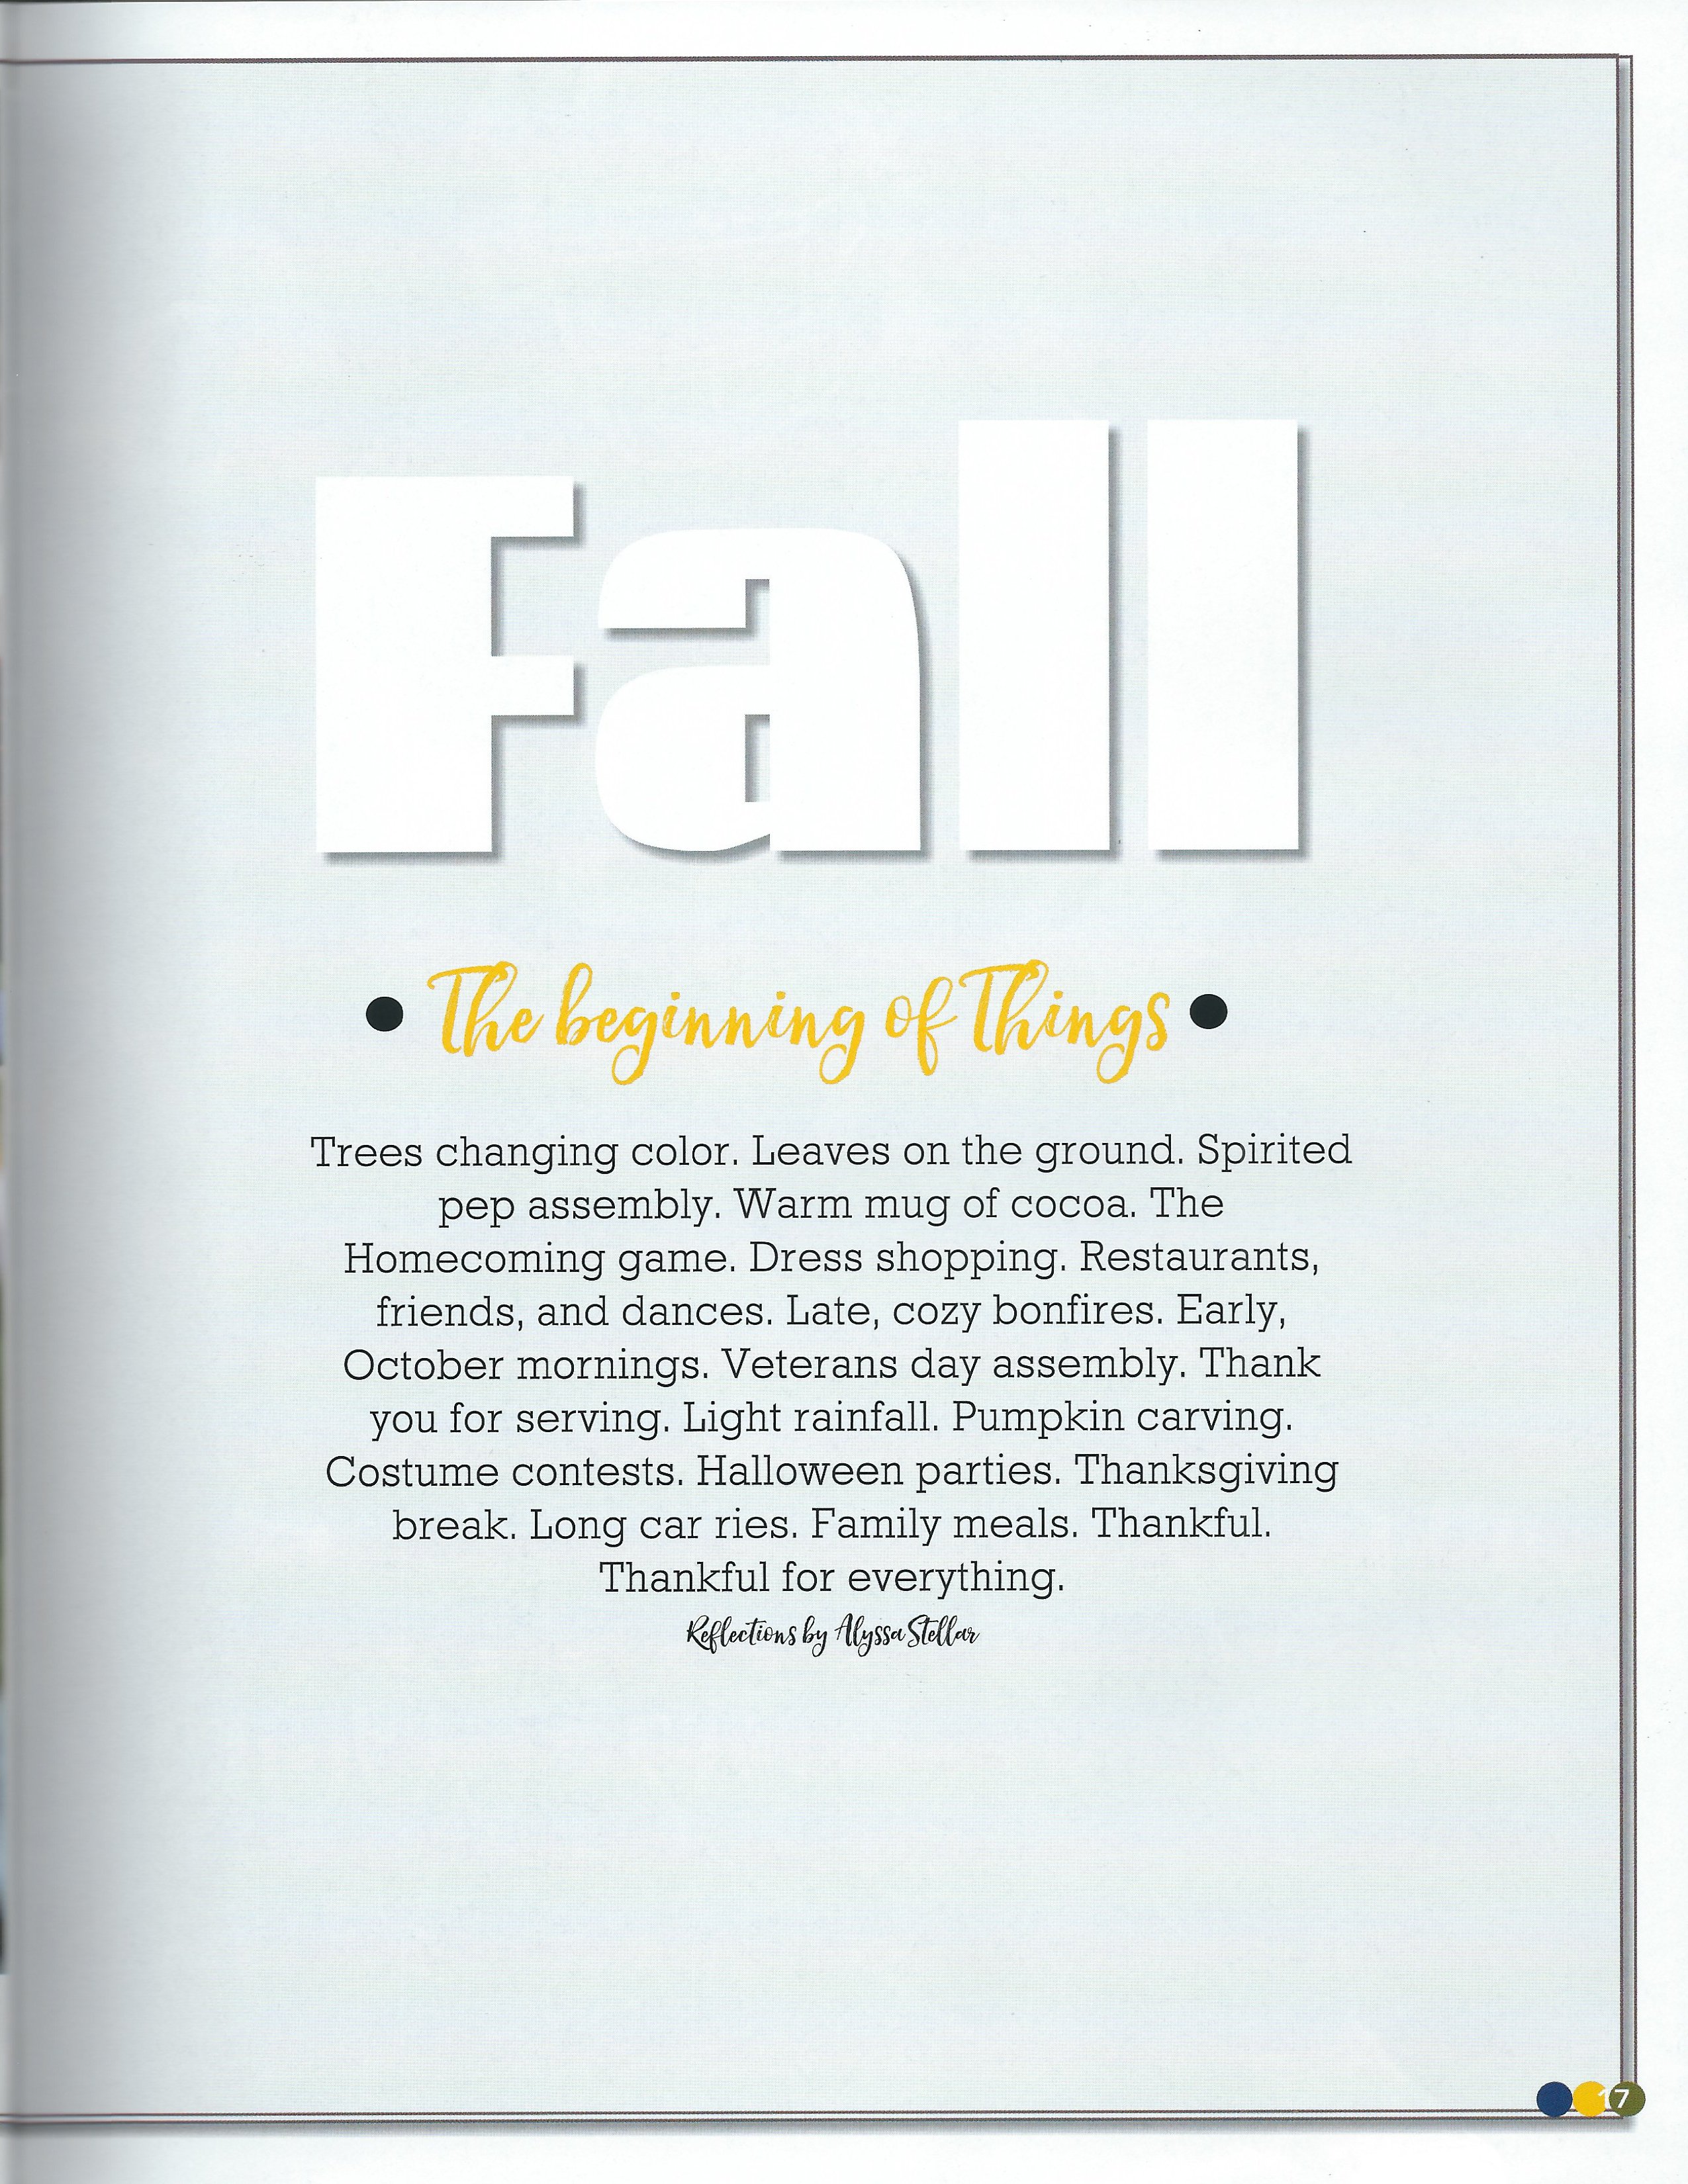 Fall
• The beginning of Things •
Trees changing color. Leaves on the ground. Spirited
pep assembly. Warm mug of cocoa. The
Homecoming game. Dress shopping. Restaurants,
friends, and dances. Late, cozy bonfires. Early,
October mornings. Veterans day assembly. Thank
you for serving. Light rainfall. Pumpkin carving.
Costume contests. Halloween parties. Thanksgiving
break. Long car ries. Family meals. Thankful.
Thankful for everything.
Reflections by Alyssa Stellar
17